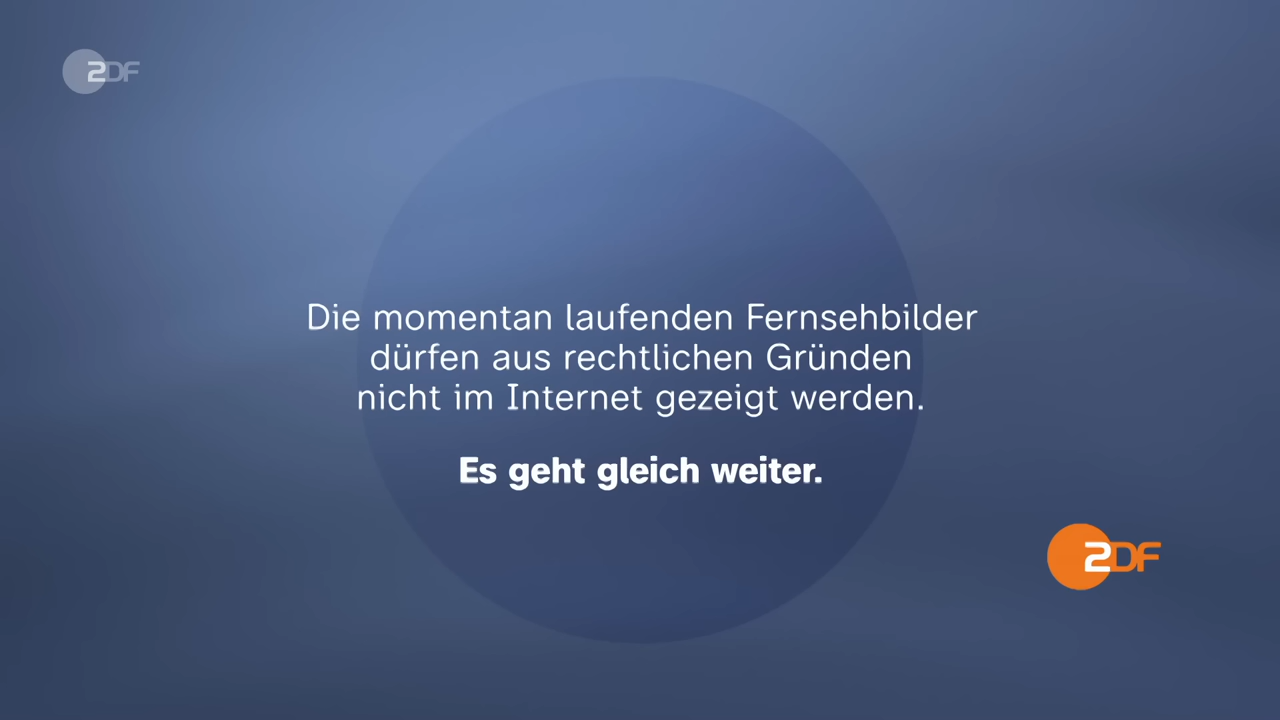 ZDF
Die momentan laufenden Fernsehbilder
dürfen aus rechtlichen Gründen
nicht im Internet gezeigt werden.
Es geht gleich weiter.
ZDF